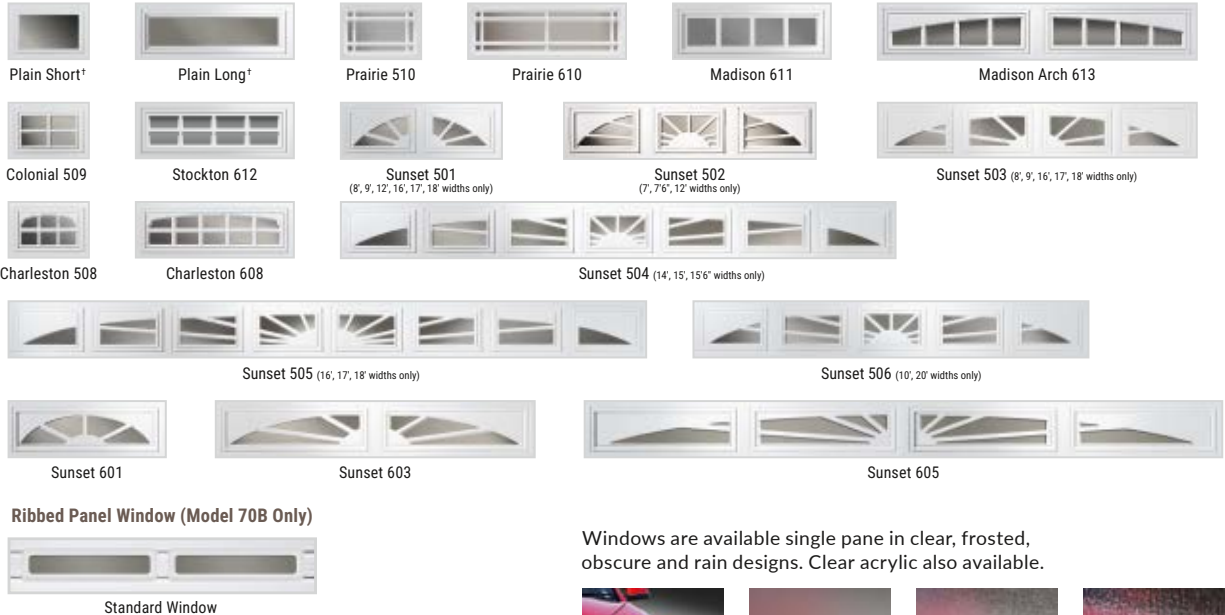 Plain Short†
Plain Long†
Prairie 510
Prairie 610
Madison 611
Madison Arch 613
Colonial 509
Stockton 612
Sunset 501
(8', 9', 12', 16', 17', 18' widths only)
Sunset 502
(7', 7'6", 12' widths only)
Sunset 503 (8', 9', 16', 17', 18' widths only)
Charleston 508
Charleston 608
Sunset 504 (14', 15', 15'6" widths only)
Sunset 505 (16', 17', 18' widths only)
Sunset 506 (10', 20' widths only)
Sunset 601
Sunset 603
Sunset 605
Ribbed Panel Window (Model 70B Only)
Standard Window
Windows are available single pane in clear, frosted,
obscure and rain designs. Clear acrylic also available.